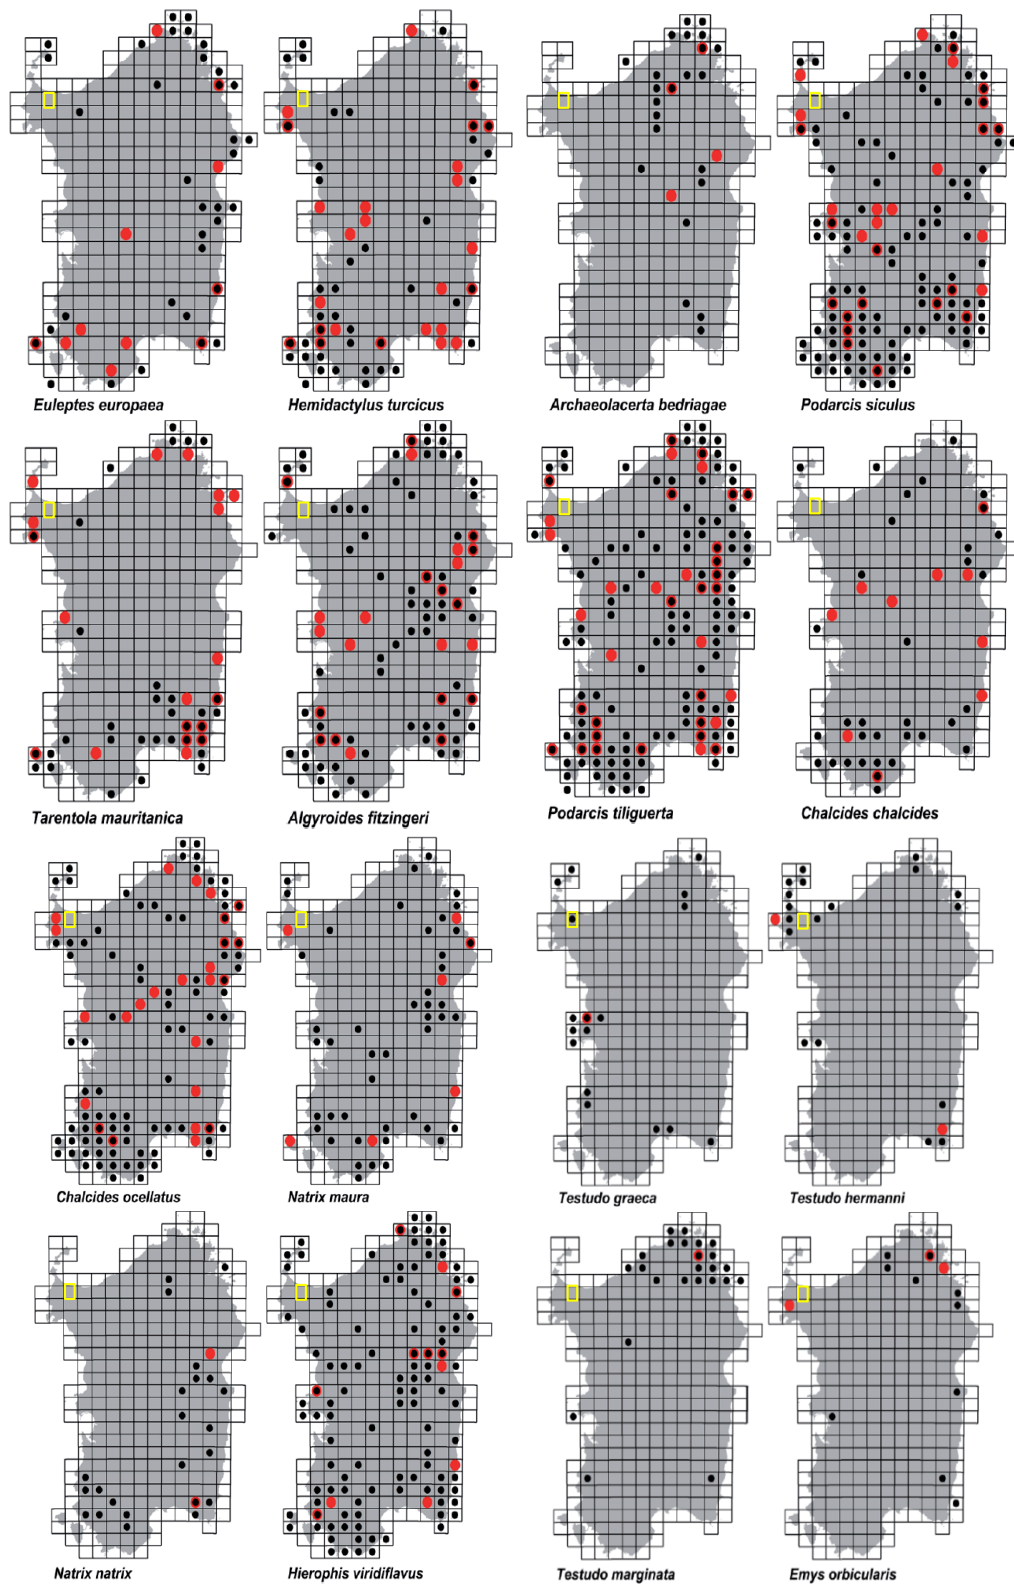 Euleptes europaea
Hemidactylus turcicus
Archaeolacerta bedriagae
Podarcis siculus
Tarentola mauritanica
Algyroides fitzingeri
Podarcis tiliguerta
Chalcides chalcides
Chalcides ocellatus
Natrix maura
Testudo graeca
Testudo hermanni
Natrix natrix
Hierophis viridiflavus
Testudo marginata
Emys orbicularis